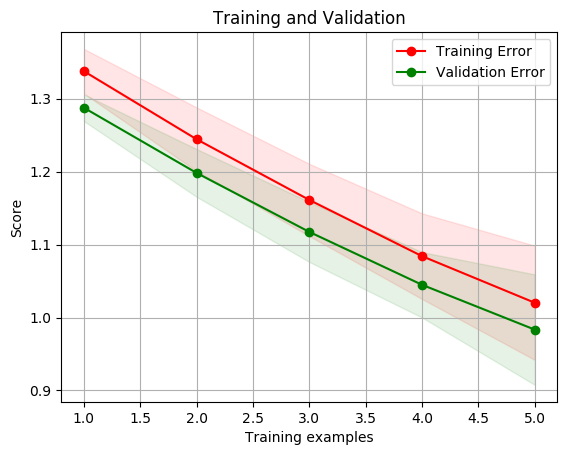 Training and Validation
Training Error
Validation Error
1.3
1.2
1.1
1.0
0.9
Score
1.0 1.5 2.0 2.5 3.0 3.5 4.0 4.5 5.0
Training examples